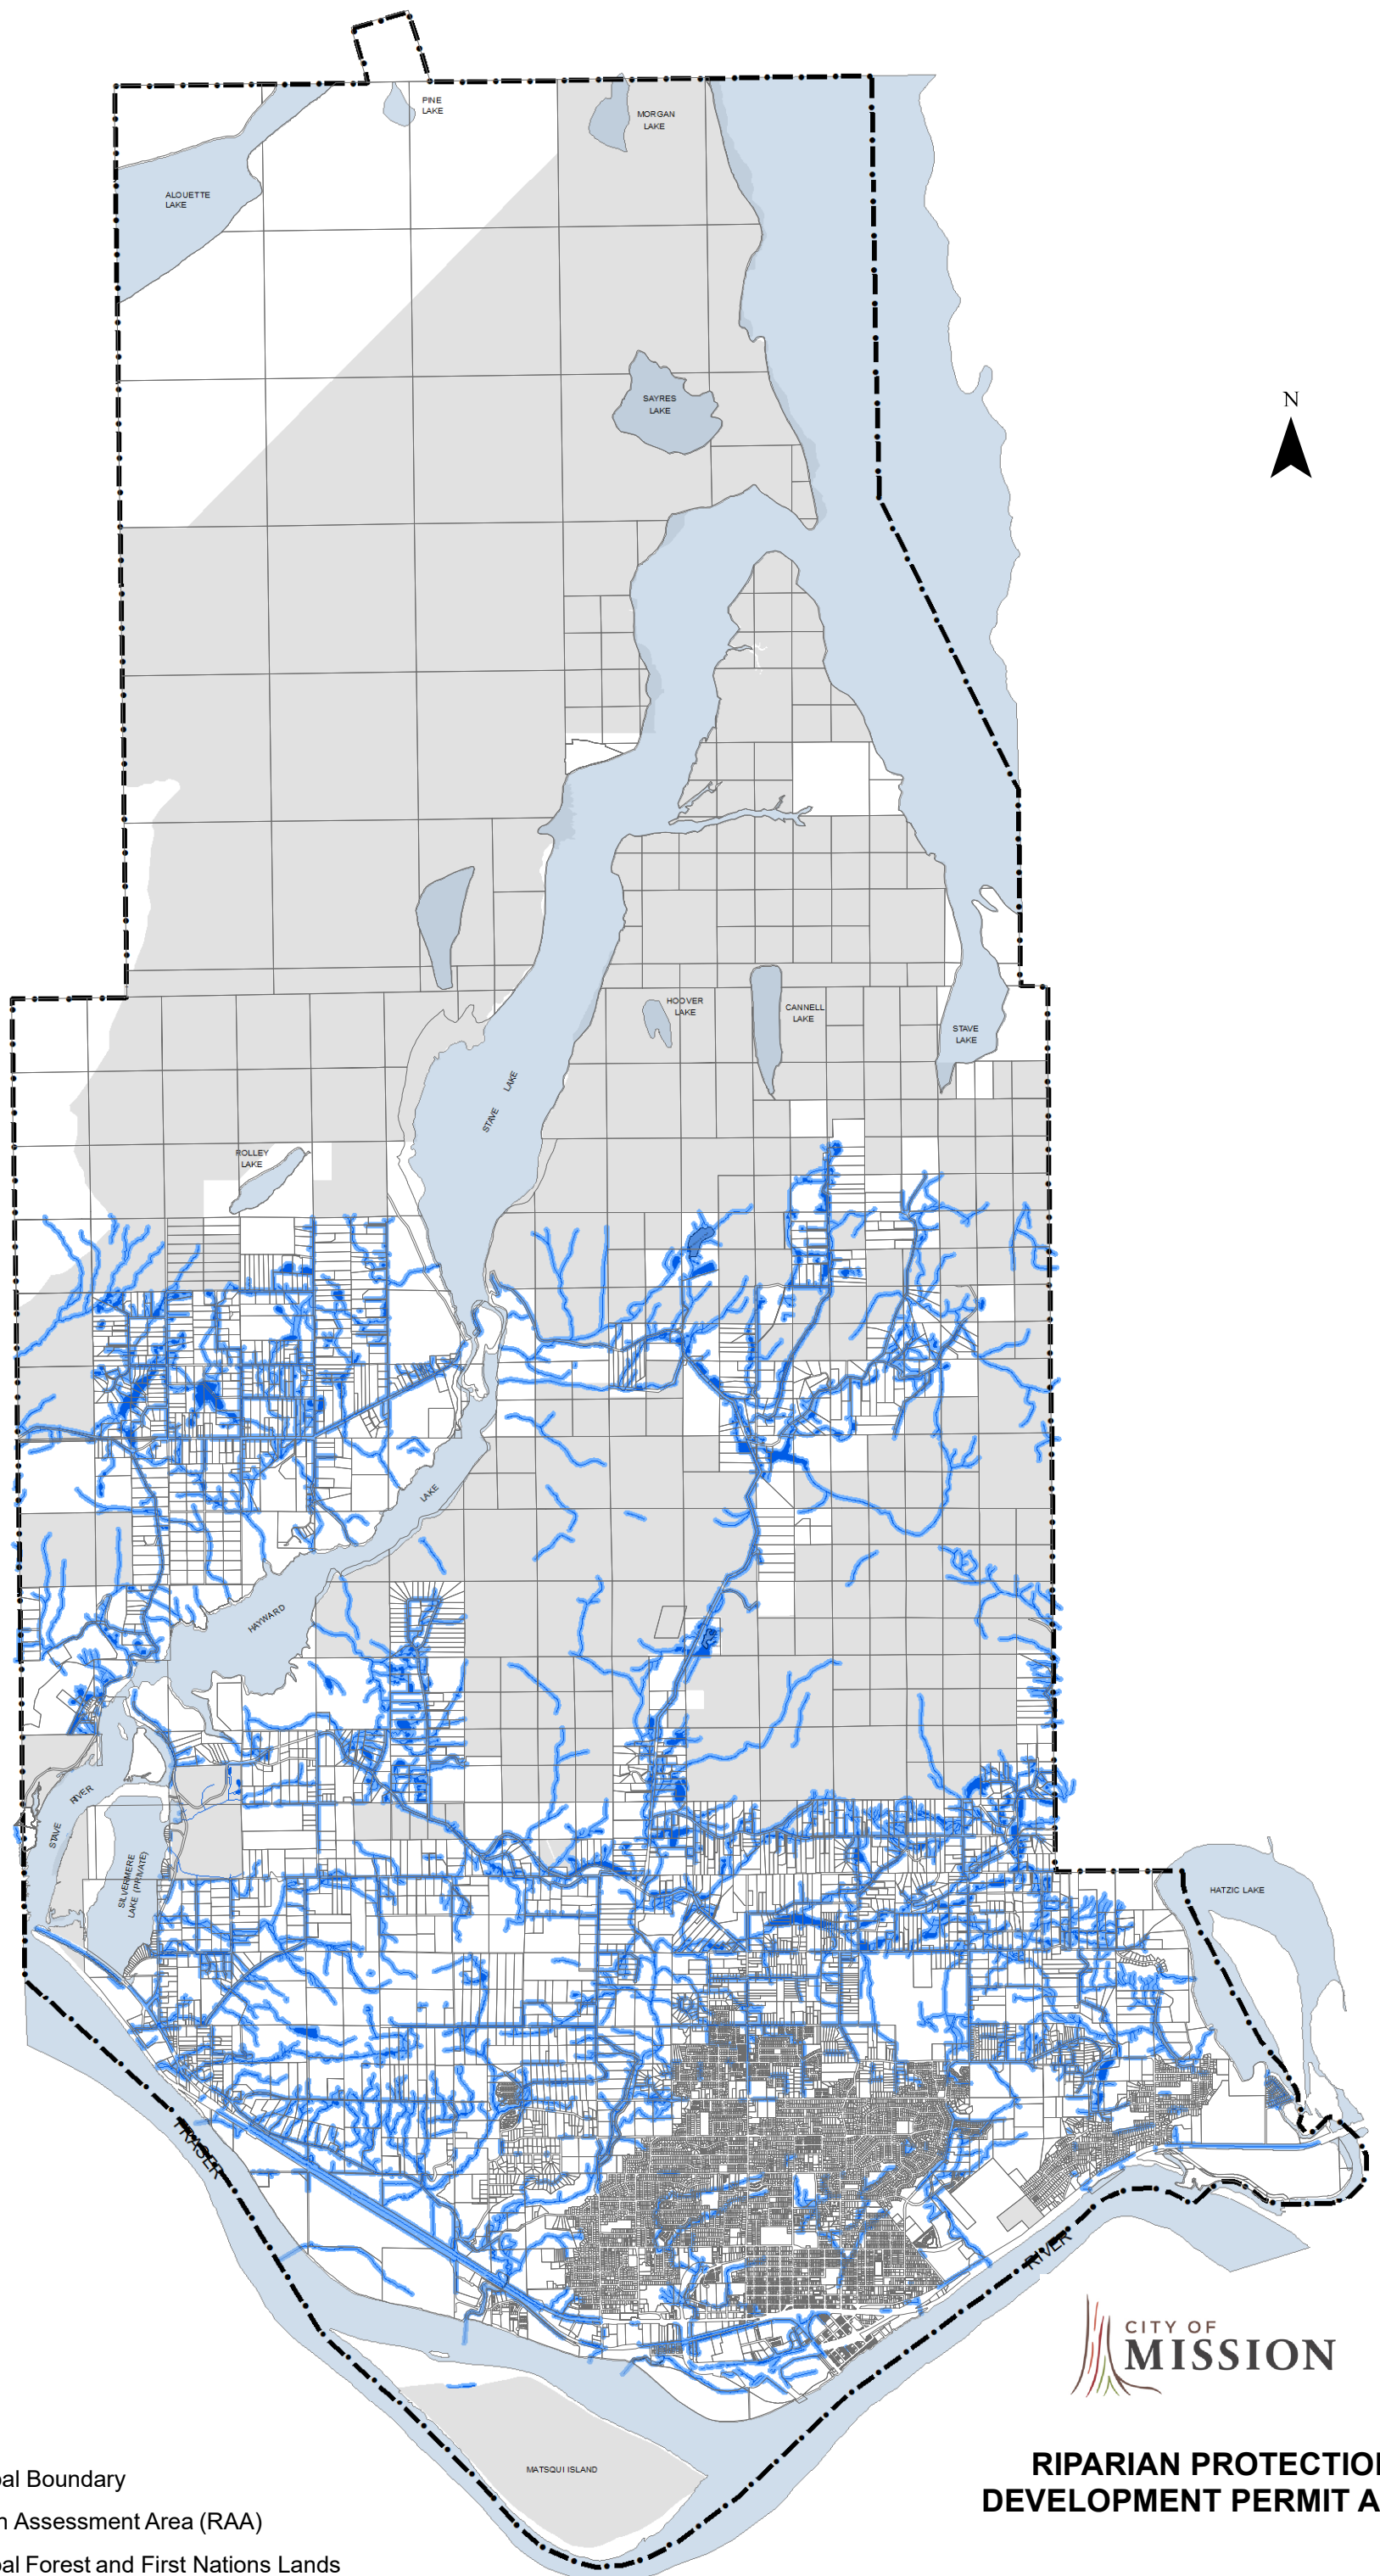 PINE
LAKE
MORGAN
LAKE
ALOUETTE
LAKE
SAYRES
LAKE
N
HOOVER
LAKE
CANNELL
LAKE
STAVE
LAKE
STAVE LAKE
ROLLEY
LAKE
HAYWARD LAKE
STAVE RIVER
SILVERMERE
LAKE (PRIVATE)
HATZIC LAKE
FRASER RIVER
MATSQUI ISLAND
CITY OF
MISSION
RIPARIAN PROTECTIO
DEVELOPMENT PERMIT A
pal Boundary
n Assessment Area (RAA)
pal Forest and First Nations Lands